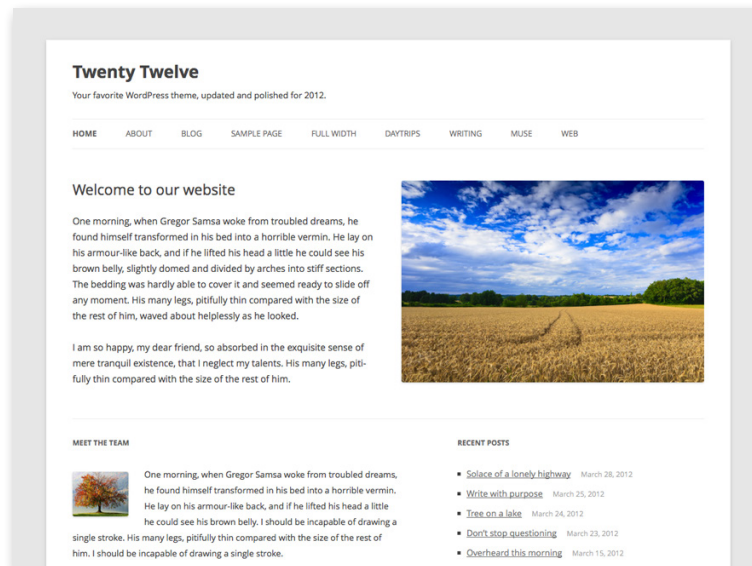 Twenty Twelve
Your favorite WordPress theme, updated and polished for 2012.
HOME ABOUT BLOG SAMPLE PAGE FULL WIDTH DAYTRIPS WRITING MUSE WEB
Welcome to our website
One morning, when Gregor Samsa woke from troubled dreams, he
found himself transformed in his bed into a horrible vermin. He lay on
his armour-like back, and if he lifted his head a little he could see his
brown belly, slightly domed and divided by arches into stiff sections.
The bedding was hardly able to cover it and seemed ready to slide off
any moment. His many legs, pitifully thin compared with the size of
the rest of him, waved about helplessly as he looked.
I am so happy, my dear friend, so absorbed in the exquisite sense of
mere tranquil existence, that I neglect my talents. His many legs, piti-
fully thin compared with the size of the rest of him.
MEET THE TEAM
One morning, when Gregor Samsa woke from troubled dreams,
he found himself transformed in his bed into a horrible vermin.
He lay on his armour-like back, and if he lifted his head a little
he could see his brown belly. I should be incapable of drawing a
single stroke. His many legs, pitifully thin compared with the size of the rest of
him. I should be incapable of drawing a single stroke.
RECENT POSTS
Solace of a lonely highway March 28, 2012
Write with purpose March 25, 2012
Tree on a lake March 24, 2012
Don't stop questioning March 23, 2012
Overheard this morning March 15, 2012